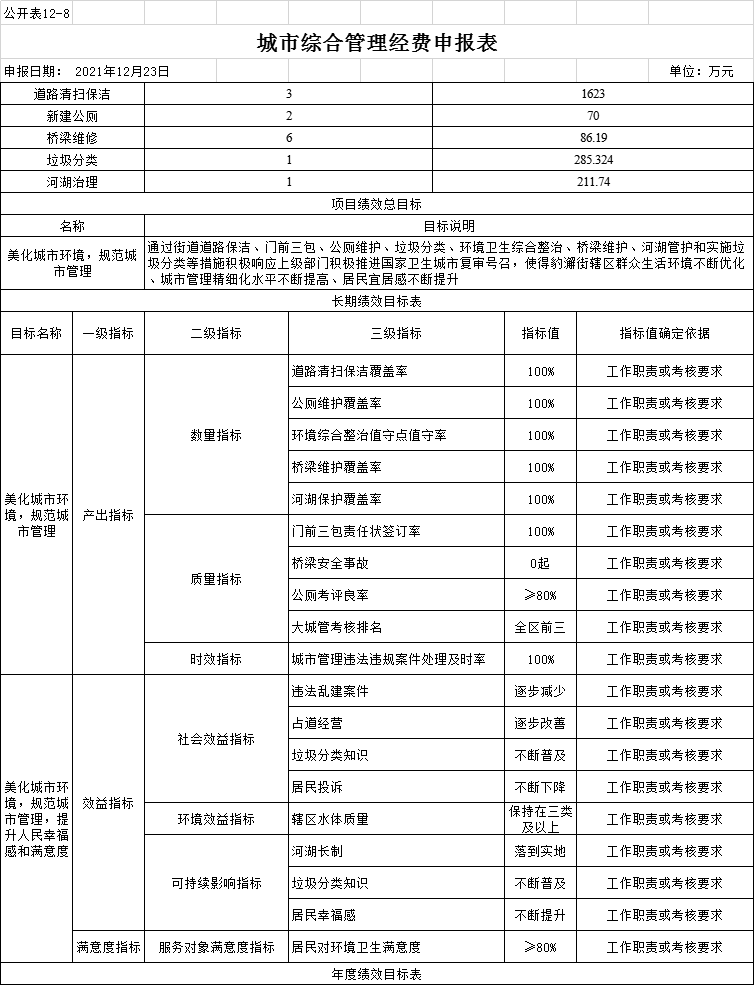 公开表12-8
城市综合管理经费申报表
申报日期： 2021年12月23日 单位：万元
道路清扫保洁 3 1623
新建公厕 2 70
桥梁维修 6 86.19
垃圾分类 1 285.324
河湖治理 1 211.74
项目绩效总目标
名称 目标说明
美化城市环境，规范城
市管理
通过街道道路保洁、门前三包、公厕维护、垃圾分类、环境卫生综合整治、桥梁维护、河湖管护和实施垃
圾分类等措施积极响应上级部门积极推进国家卫生城市复审号召，使得豹澥街辖区群众生活环境不断优化
、城市管理精细化水平不断提高、居民宜居感不断提升
长期绩效目标表
目标名称 一级指标 二级指标 三级指标 指标值 指标值确定依据
美化城市环
境，规范城
市管理
产出指标
数量指标
道路清扫保洁覆盖率 100% 工作职责或考核要求
公厕维护覆盖率 100% 工作职责或考核要求
环境综合整治值守点值守率 100% 工作职责或考核要求
桥梁维护覆盖率 100% 工作职责或考核要求
河湖保护覆盖率 100% 工作职责或考核要求
质量指标
门前三包责任状签订率 100% 工作职责或考核要求
桥梁安全事故 0起 工作职责或考核要求
公厕考评良率 ≥80% 工作职责或考核要求
大城管考核排名 全区前三 工作职责或考核要求
时效指标 城市管理违法违规案件处理及时率 100% 工作职责或考核要求
美化城市环
境，规范城
市管理，提
升人民幸福
感和满意度
效益指标
社会效益指标
违法乱建案件 逐步减少 工作职责或考核要求
占道经营 逐步改善 工作职责或考核要求
垃圾分类知识 不断普及 工作职责或考核要求
居民投诉 不断下降 工作职责或考核要求
环境效益指标 辖区水体质量 保持在三类
及以上 工作职责或考核要求
可持续影响指标
河湖长制 落到实地 工作职责或考核要求
垃圾分类知识 不断普及 工作职责或考核要求
居民幸福感 不断提升 工作职责或考核要求
满意度指标 服务对象满意度指标 居民对环境卫生满意度 ≥80% 工作职责或考核要求
年度绩效目标表